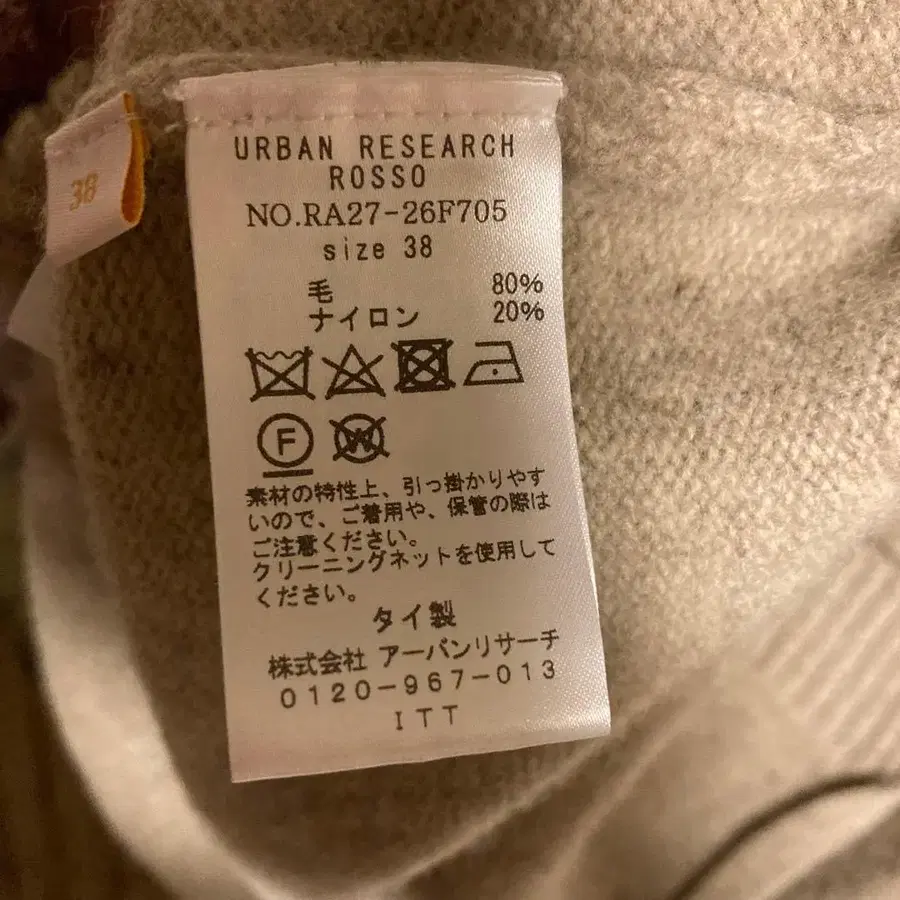 38
URBAN RESEARCH
ROSSO
NO.RA27-26F705
size 38
毛 80%
ナイロン 20%
F W
素材の特性上、引っ掛かりやす
いので、ご着用や、保管の際は
ご注意ください。
クリーニングネットを使用して
ください。
タイ製
株式会社 アーバンリサーチ
0120-967-013
ITT